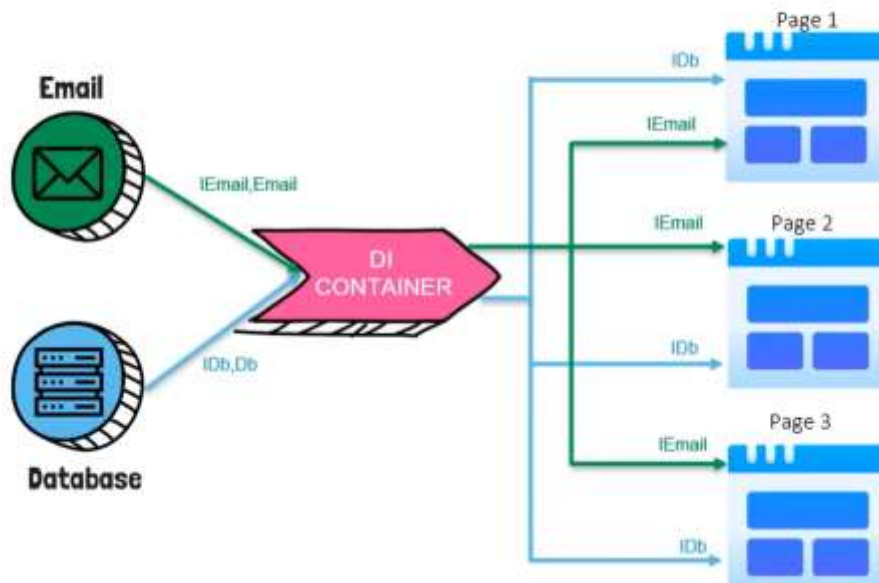 Page 1
IDb
Email
IEmail
IEmail,Email
Page 2
IEmail
DI
CONTAINER
IDb
IDb,Db
Page 3
IEmail
Database
IDb